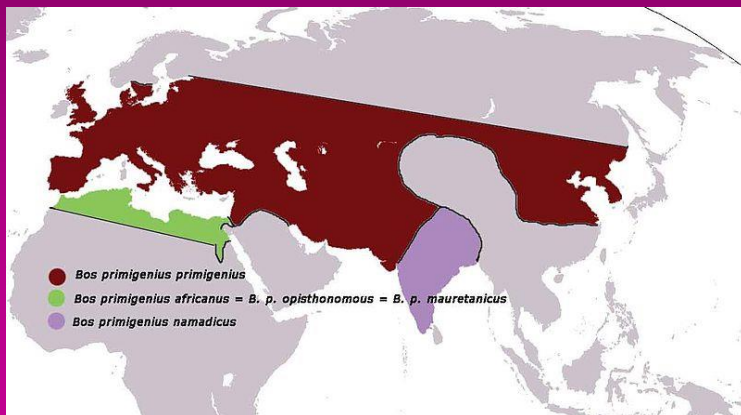 Bos primigenius primigenius
Bos primigenius africanus = B. p. opisthonomous = B. p. mauretanicus
Bos primigenius namadicus